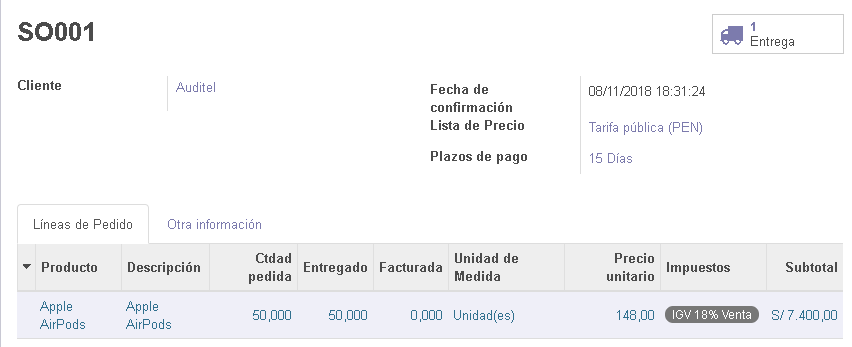 SO001
1
Entrega
Cliente
Auditel
Fecha de
confirmación
08/11/2018 18:31:24
Lista de Precio
Tarifa pública (PEN)
Plazos de pago
15 Días
Líneas de Pedido
Otra información
Producto
Descripción
Ctdad
pedida
Entregado
Facturada
Unidad de
Medida
Precio
unitario
Impuestos
Subtotal
Apple
AirPods
Apple
AirPods
50,000
50,000
0,000
Unidad(es)
148,00
IGV 18% Venta
S/ 7.400,00